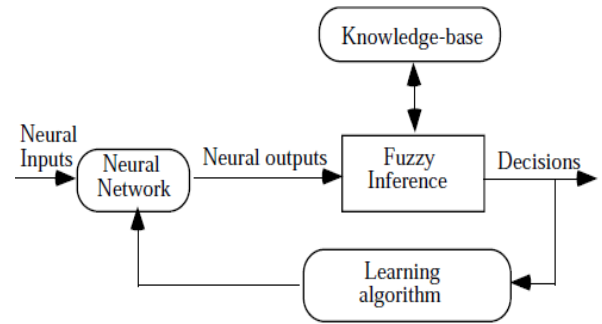 Knowledge-base
Neural
Inputs
Neural
Network
Neural outputs
Fuzzy
Inference
Decisions
Learning
algorithm